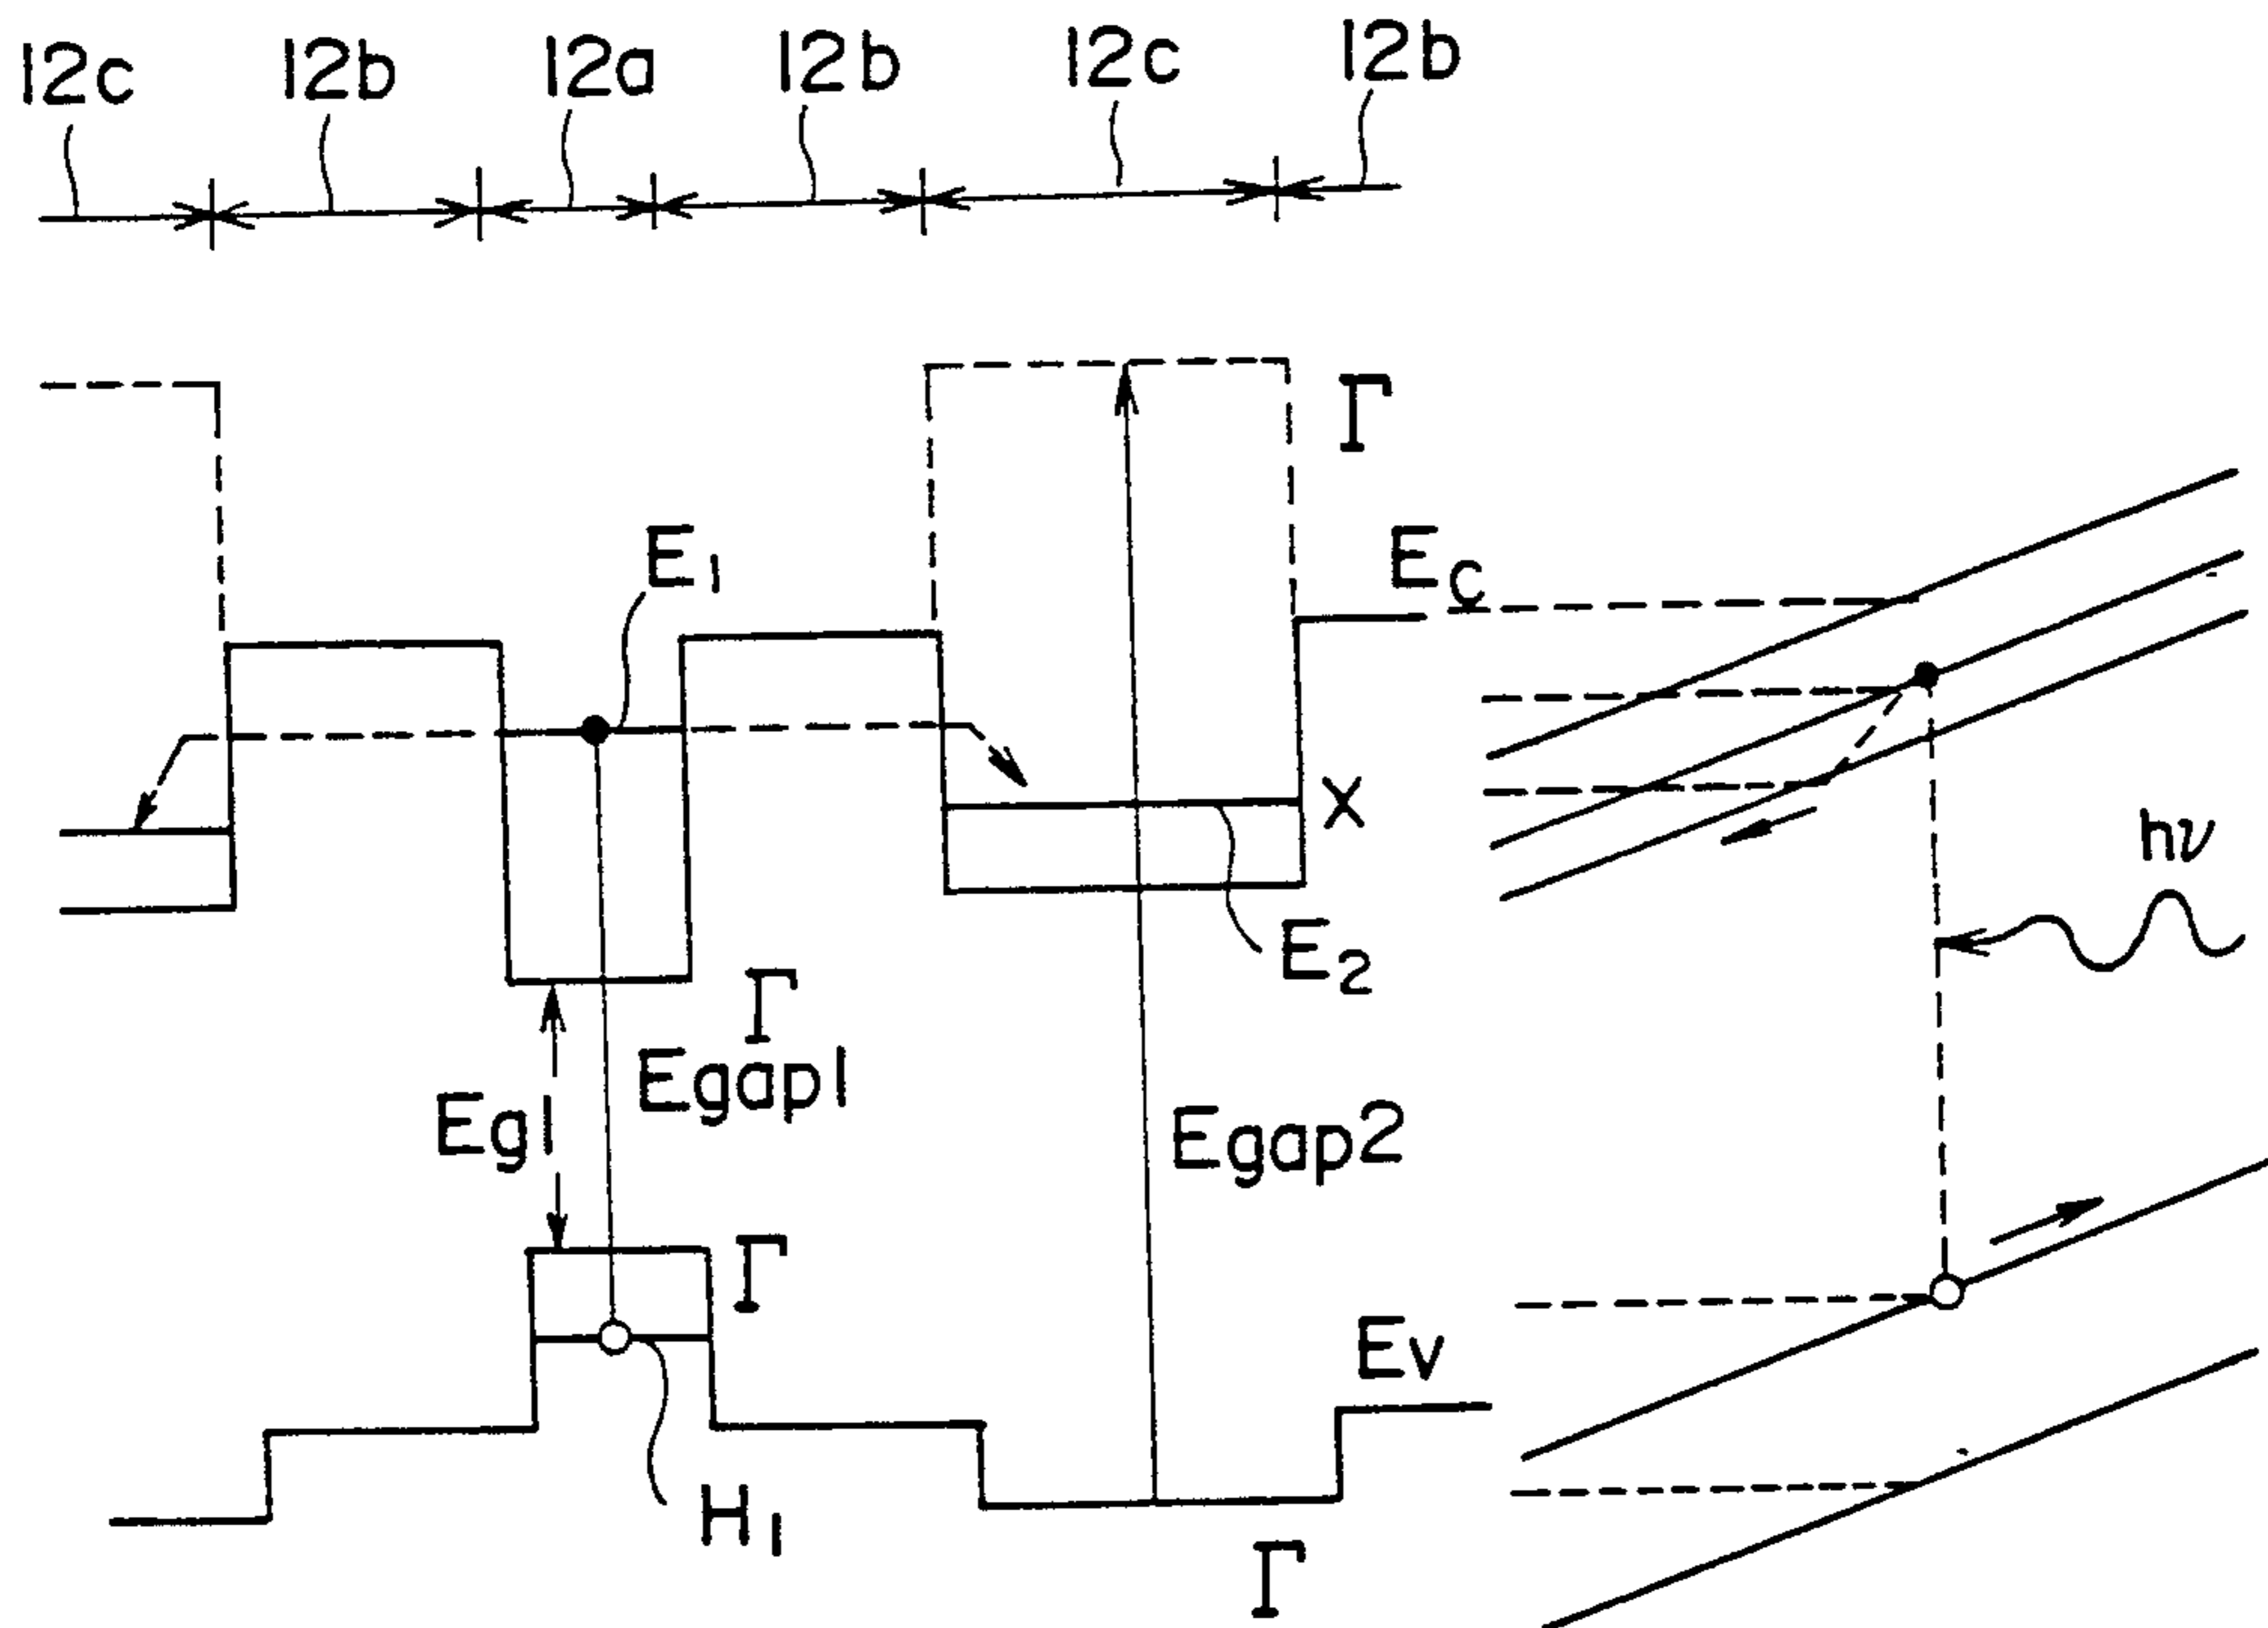 12c 12b 12a 12b 12c 12b
Γ
E1
Ec
X
hν
E2
Γ
Egap1
Eg1
Egap2
Γ
Ev
H1
Γ